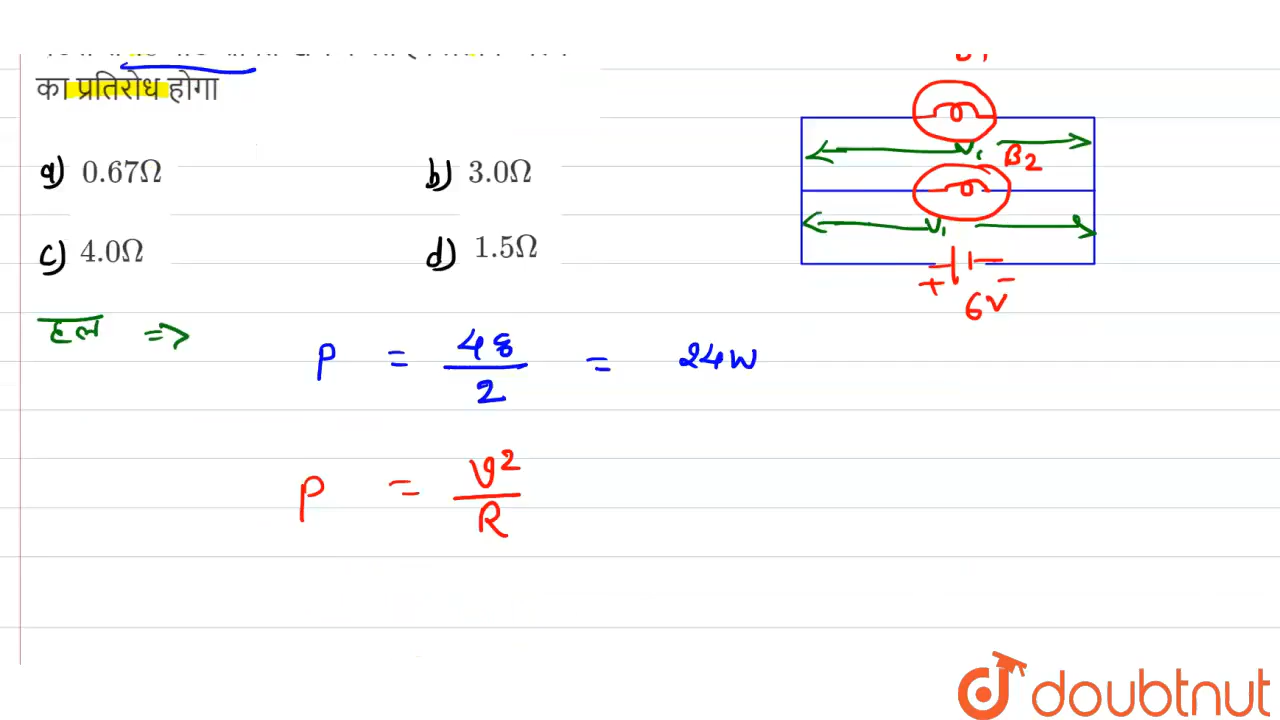 का प्रतिरोध होगा
a) 0.67Ω
b) 3.0Ω
c) 4.0Ω
d) 1.5Ω
V₁
B2
V₁
+ −
6V
हल =>
P = 48/2 = 24W
P = V²/R
doubtnut